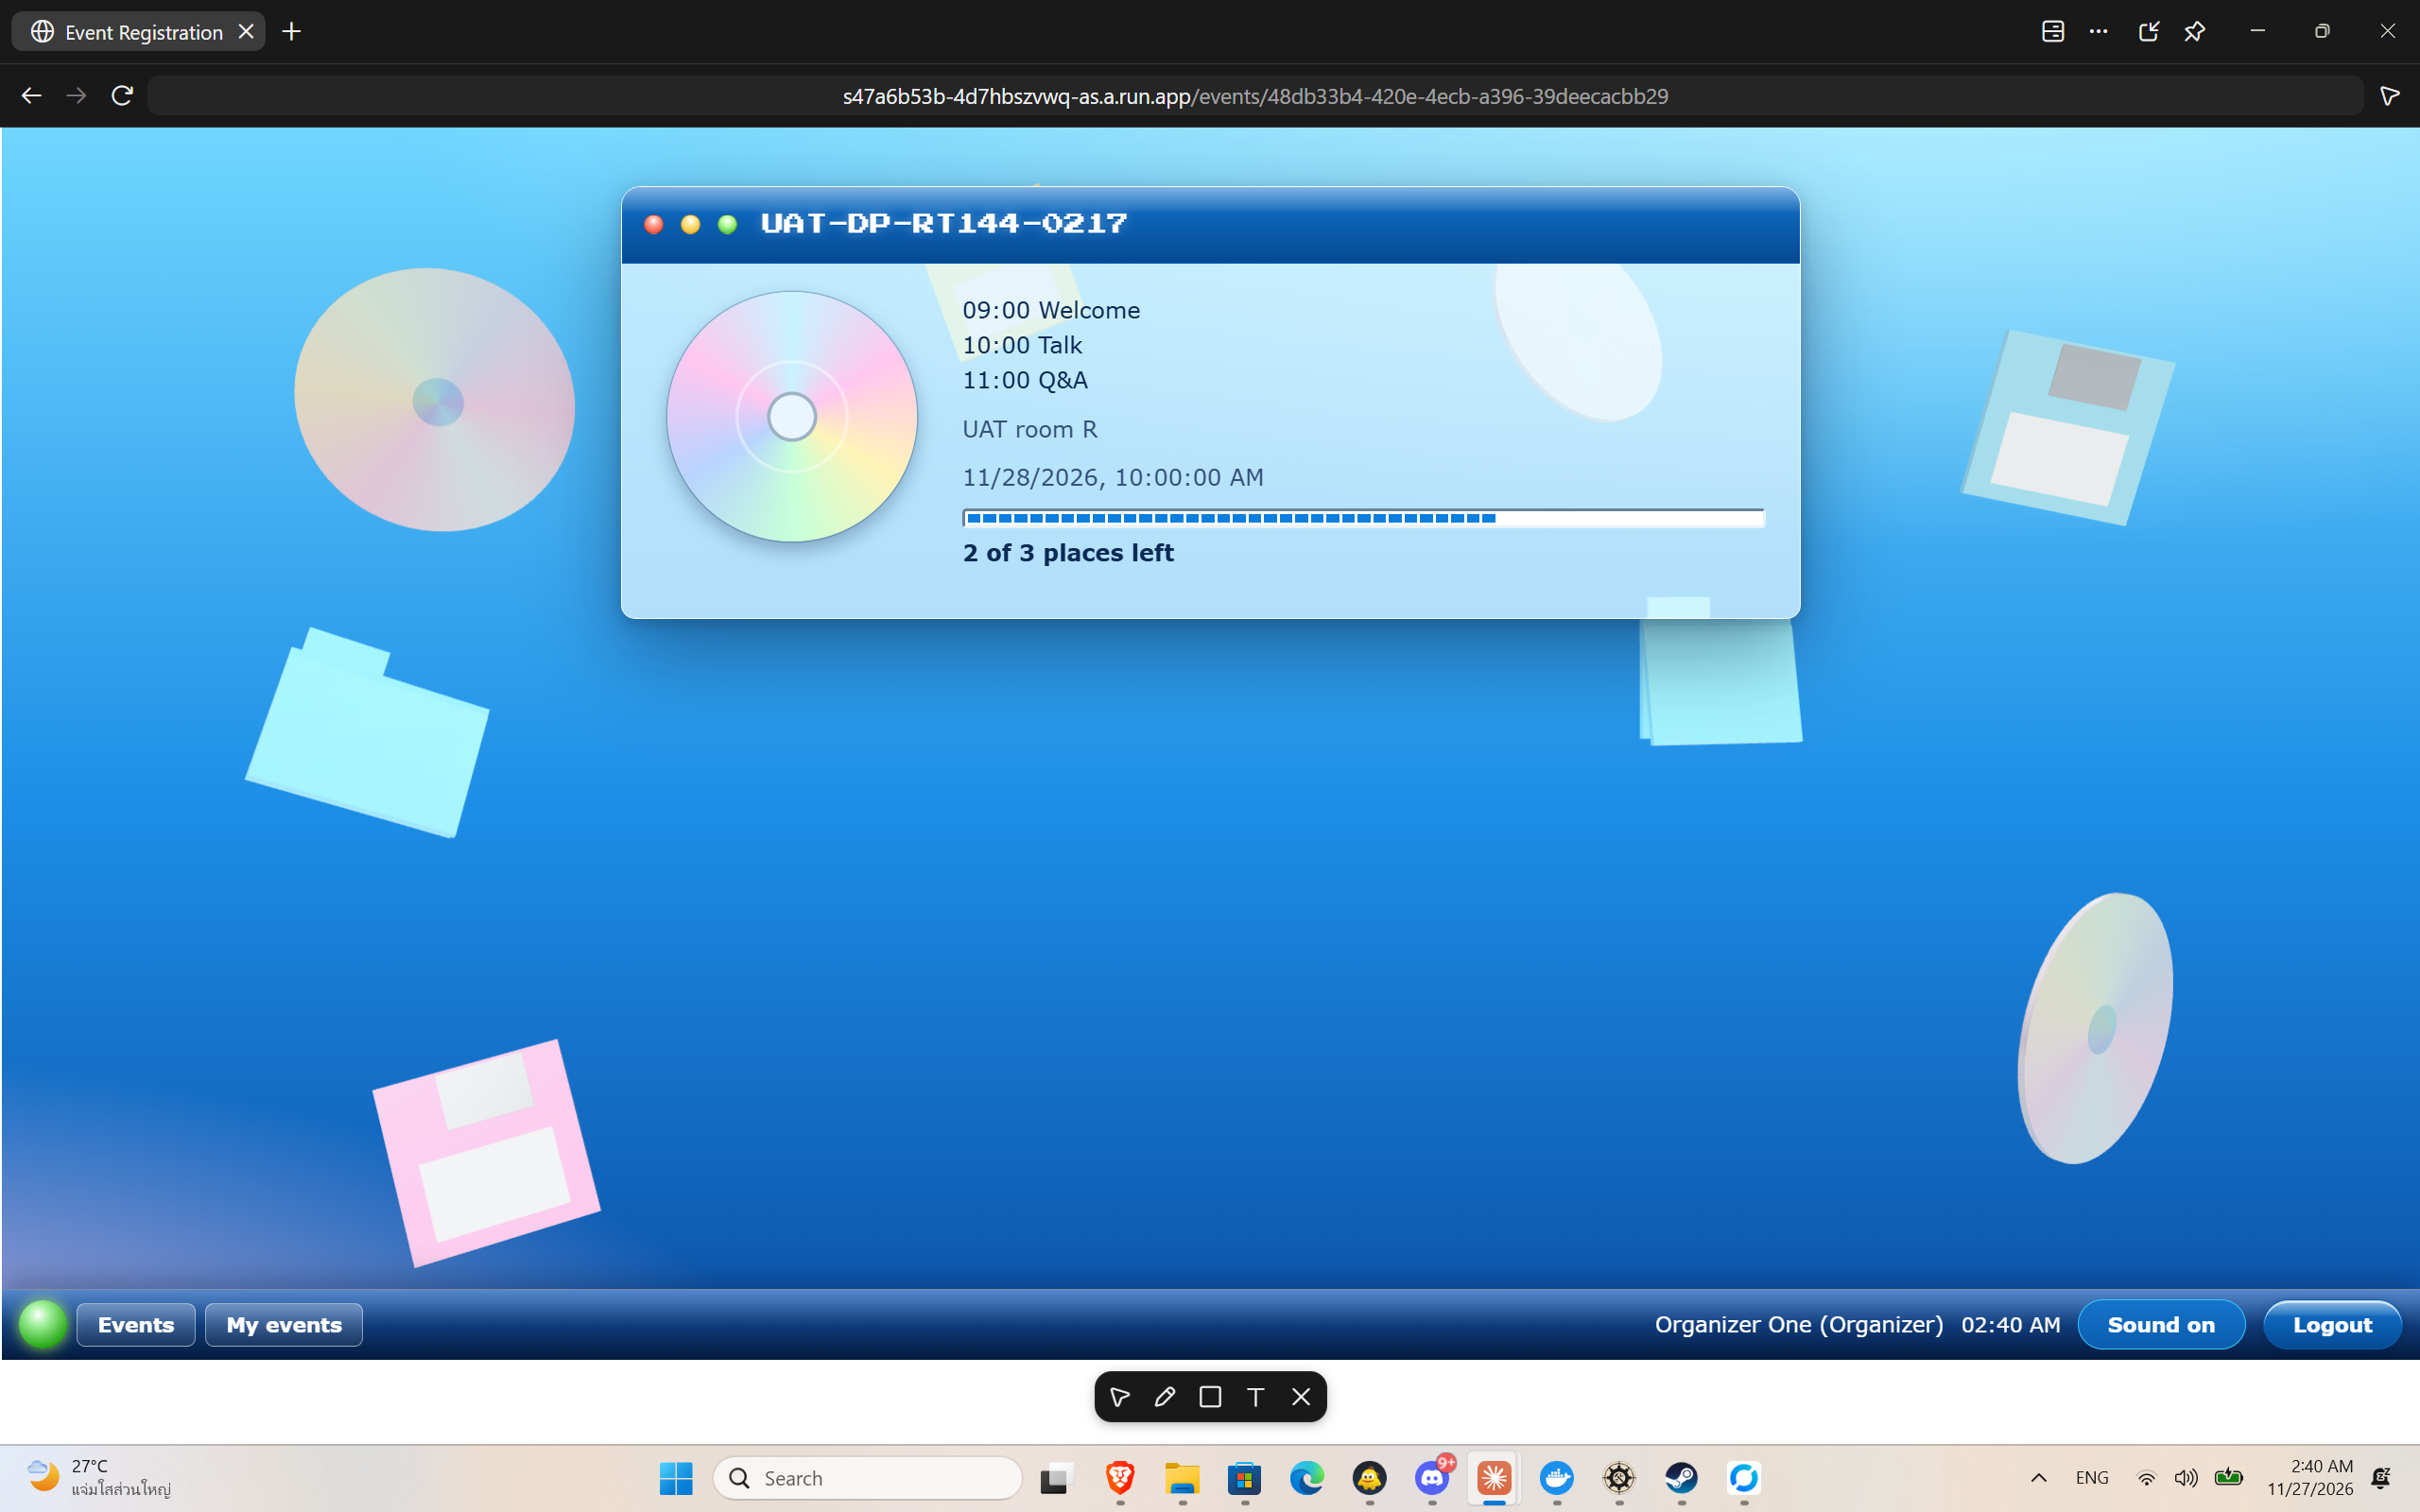 Event Registration
s47a6b53b-4d7hbszvwq-as.a.run.app/events/48db33b4-420e-4ecb-a396-39deecacbb29
UAT-DP-RT144-0217
09:00 Welcome
10:00 Talk
11:00 Q&A
UAT room R
11/28/2026, 10:00:00 AM
2 of 3 places left
Events My events Organizer One (Organizer) 02:40 AM Sound on Logout
T
27°C
แจ่มใสส่วนใหญ่
Search
9+
ENG
2:40 AM
11/27/2026